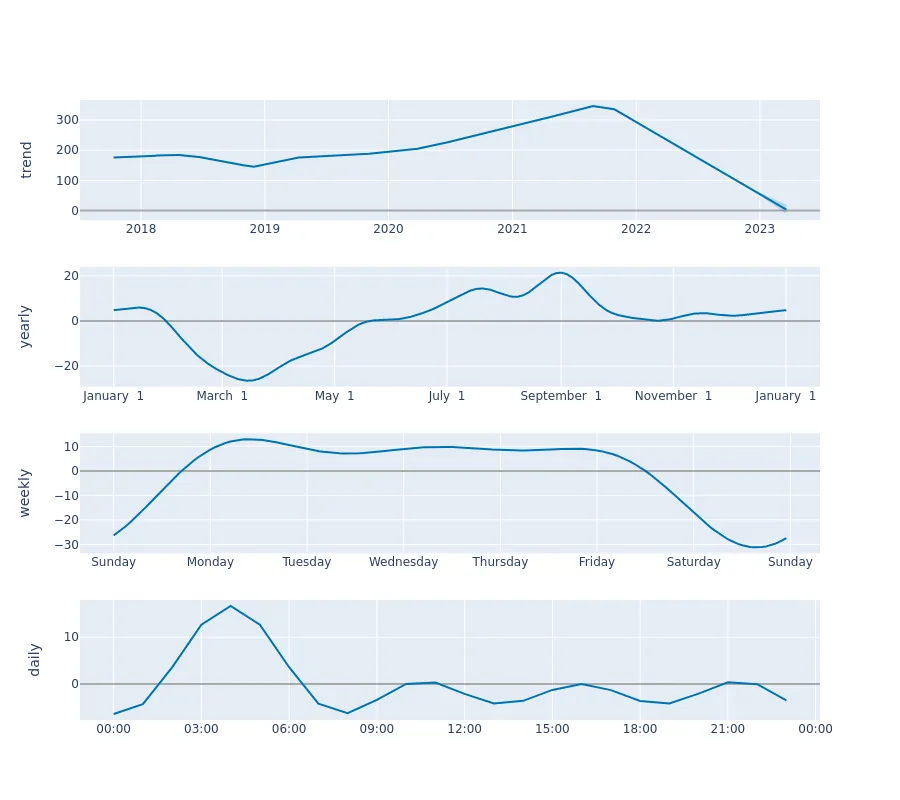 trend
300
200
100
0
2018 2019 2020 2021 2022 2023
yearly
20
0
−20
January 1 March 1 May 1 July 1 September 1 November 1 January 1
weekly
10
0
−10
−20
−30
Sunday Monday Tuesday Wednesday Thursday Friday Saturday Sunday
daily
10
0
00:00 03:00 06:00 09:00 12:00 15:00 18:00 21:00 00:00